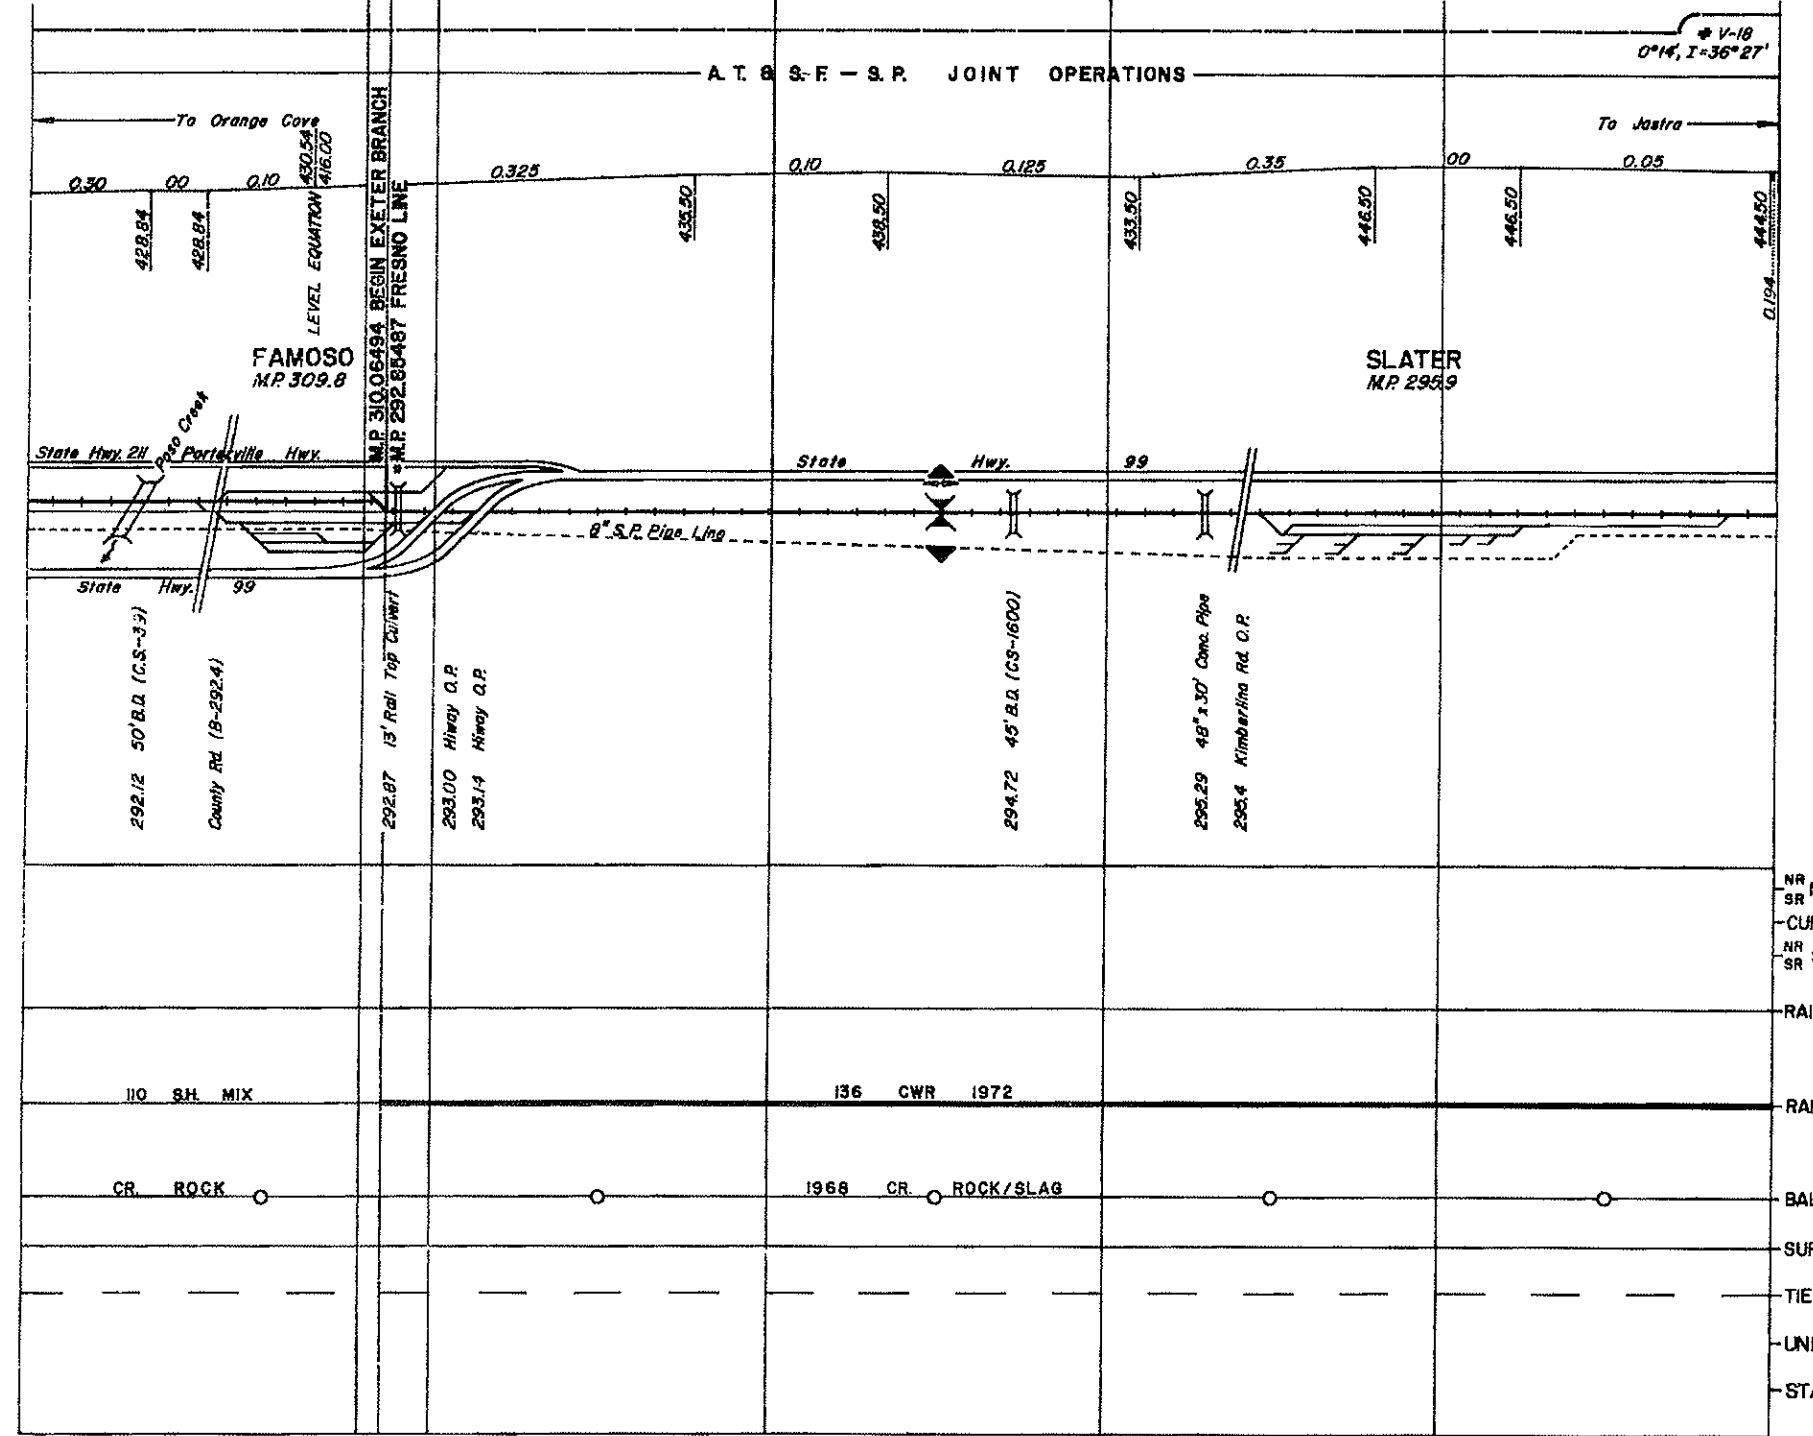 # V-18
0°14', I=36°27'
A. T. & S. F. — S. P. JOINT OPERATIONS
To Orange Cove
To Jastro
0.30
00
0.10
0.325
0.10
0.125
0.35
00
0.05
428.84
428.84
LEVEL EQUATION 430.54
416.00
M.P. 310.06494 BEGIN EXETER BRANCH
*M.P. 292.85487 FRESNO LINE
435.50
438.50
433.50
446.50
446.50
444.50
0.194
FAMOSO
M.P. 309.8
SLATER
M.P. 295.9
Poso Creek
State Hwy. 211 Porterville Hwy.
State Hwy. 99
8" S.P. Pipe Line
State Hwy. 99
292.12 50' B.D. (C.S.-39)
County Rd. (B-292.4)
292.87 13' Rail Top Culvert
293.00 Hiway O.P.
293.14 Hiway O.P.
294.72 45' B.D. (CS-1600)
295.29 48" x 30' Conc. Pipe
295.4 Kimberlina Rd. O.P.
NR
SR
CU
NR
SR
RAI
110 S.H. MIX
136 CWR 1972
RAI
CR. ROCK
1968 CR. ROCK/SLAG
BAL
SUR
TIE
UN
STA